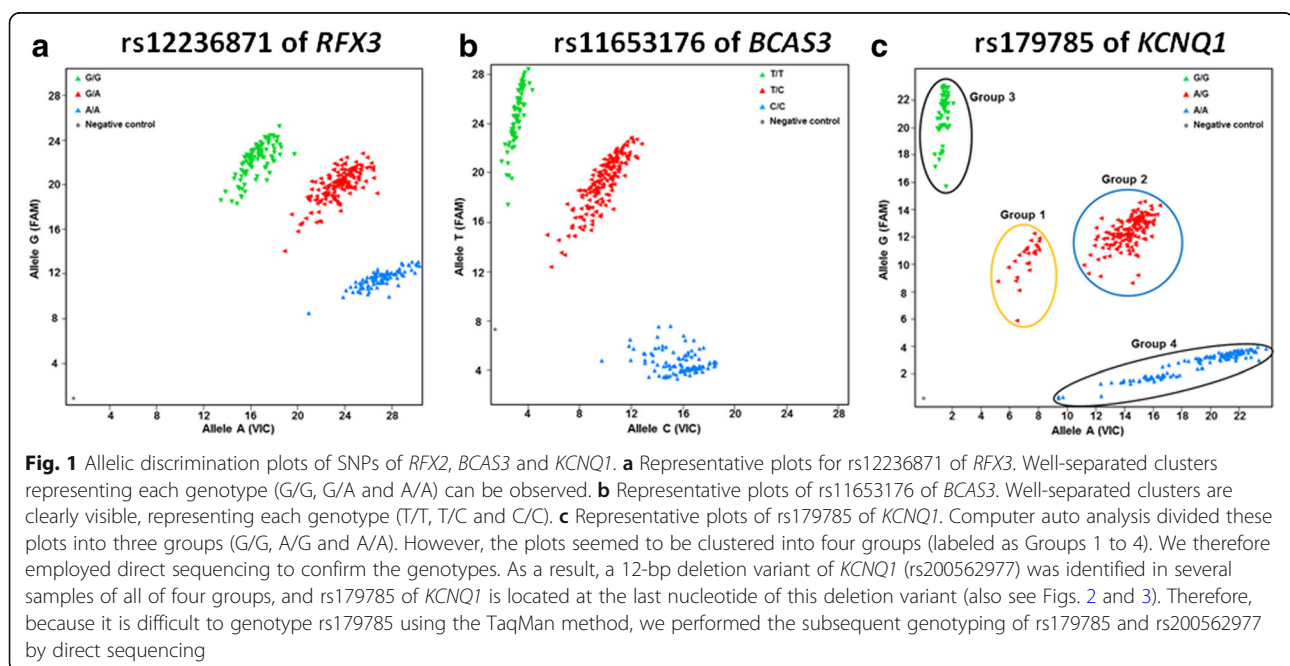 a rs12236871 of RFX3
b rs11653176 of BCAS3
c rs179785 of KCNQ1
G/G
G/A
A/A
Negative control
28
24
20
16
12
8
4
Allele G (FAM)
4 8 12 16 20 24 28
Allele A (VIC)
T/T
T/C
C/C
Negative control
28
24
20
16
12
8
4
Allele T (FAM)
4 8 12 16 20 24 28
Allele C (VIC)
G/G
A/G
A/A
Negative control
Group 3
Group 2
Group 1
Group 4
22
20
18
16
14
12
10
8
6
4
2
Allele G (FAM)
2 4 6 8 10 12 14 16 18 20 22
Allele A (VIC)
Fig. 1 Allelic discrimination plots of SNPs of RFX2, BCAS3 and KCNQ1. a Representative plots for rs12236871 of RFX3. Well-separated clusters
representing each genotype (G/G, G/A and A/A) can be observed. b Representative plots of rs11653176 of BCAS3. Well-separated clusters are
clearly visible, representing each genotype (T/T, T/C and C/C). c Representative plots of rs179785 of KCNQ1. Computer auto analysis divided these
plots into three groups (G/G, A/G and A/A). However, the plots seemed to be clustered into four groups (labeled as Groups 1 to 4). We therefore
employed direct sequencing to confirm the genotypes. As a result, a 12-bp deletion variant of KCNQ1 (rs200562977) was identified in several
samples of all of four groups, and rs179785 of KCNQ1 is located at the last nucleotide of this deletion variant (also see Figs. 2 and 3). Therefore,
because it is difficult to genotype rs179785 using the TaqMan method, we performed the subsequent genotyping of rs179785 and rs200562977
by direct sequencing